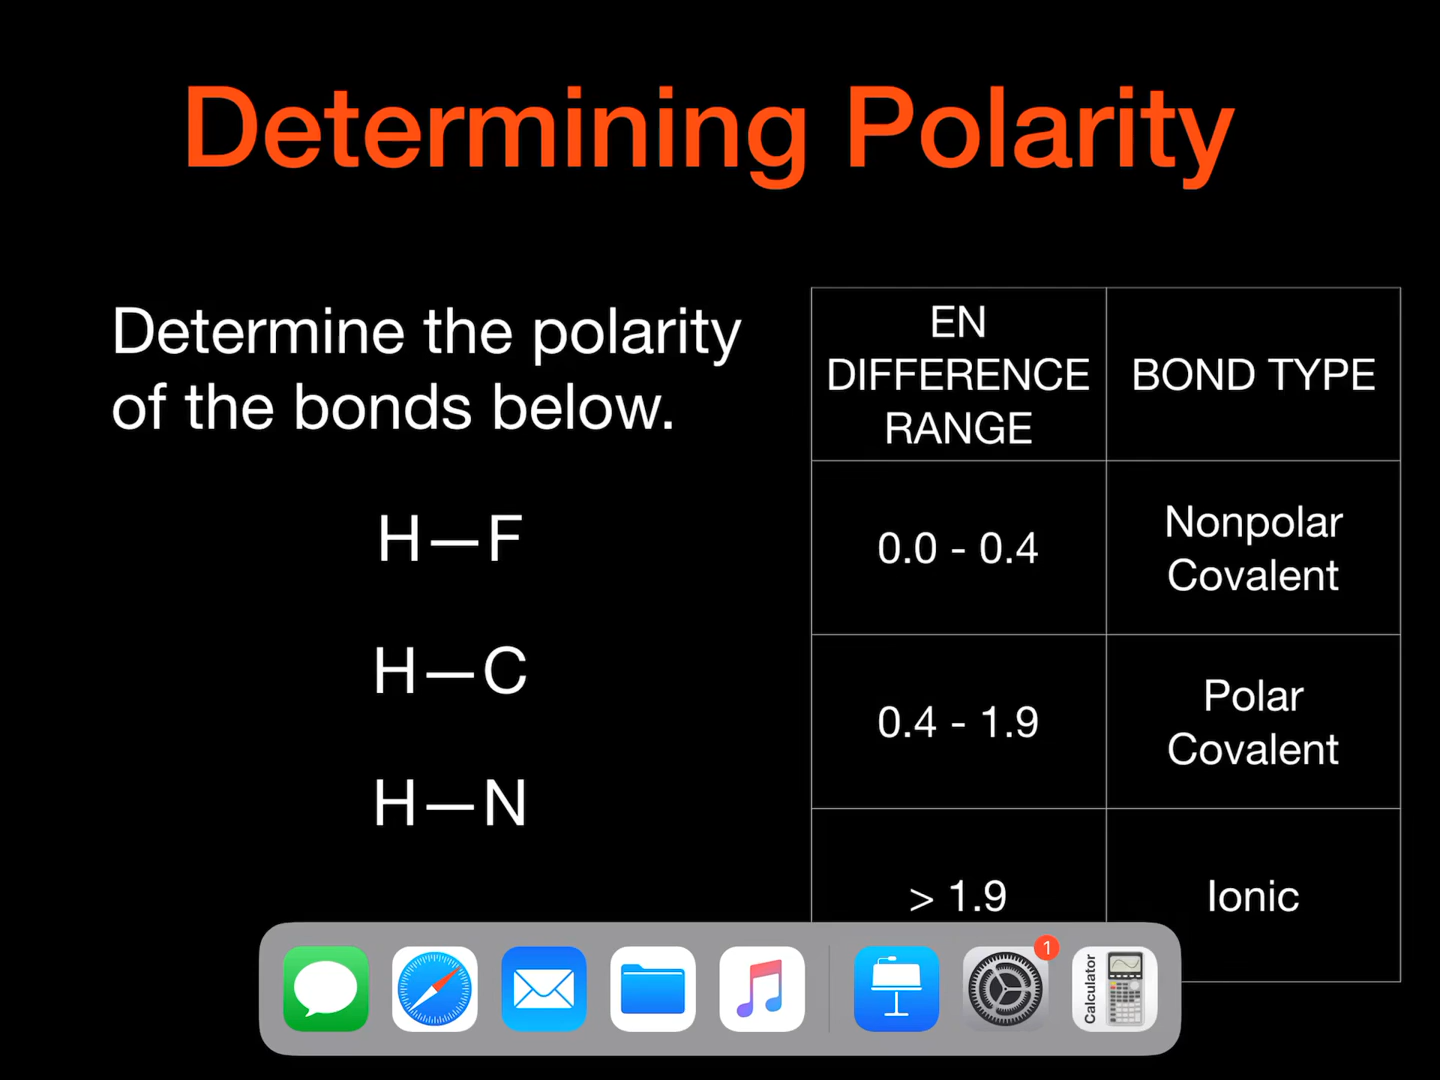 Determining Polarity
Determine the polarity
of the bonds below.
H—F
H—C
H—N
EN
DIFFERENCE
RANGE
BOND TYPE
0.0 - 0.4
Nonpolar
Covalent
0.4 - 1.9
Polar
Covalent
> 1.9
Ionic
1
Calculator